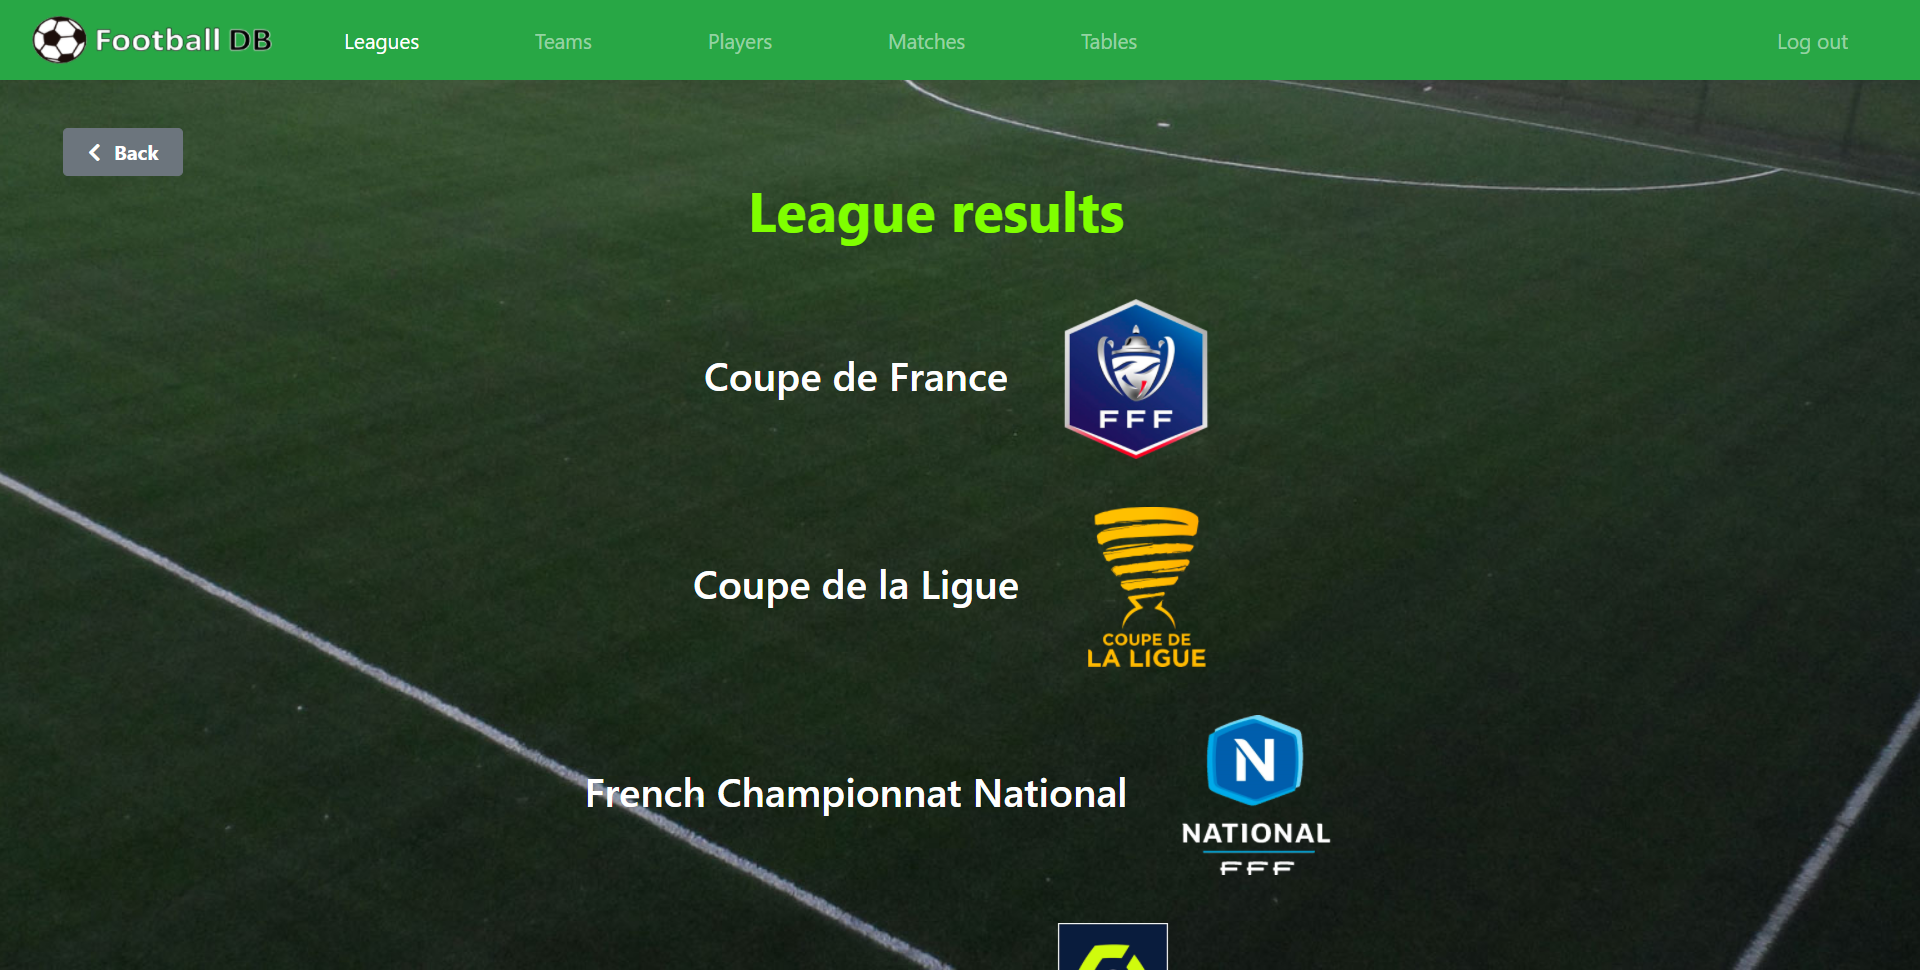 Football DB
Leagues
Teams
Players
Matches
Tables
Log out
Back
League results
Coupe de France
FFF
Coupe de la Ligue
COUPE DE
LA LIGUE
French Championnat National
N
NATIONAL
FFF